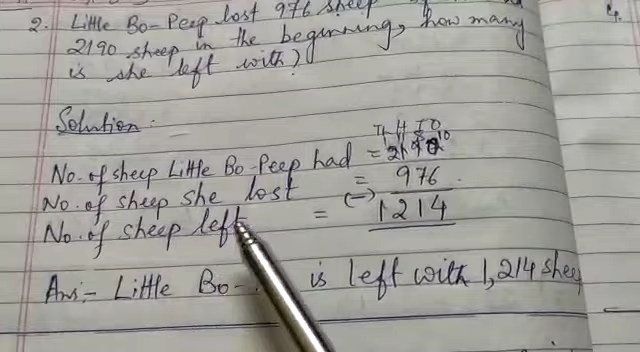 2. Little Bo-Peep lost 976 sheep
2190 sheep in the beginning, how many
is she left with?
Solution:
Th H T O
10
No. of sheep Little Bo-Peep had = 2190
No. of sheep she lost = 976
No. of sheep left = (-) 1214
Ans:- Little Bo- is left with 1,214 sheep